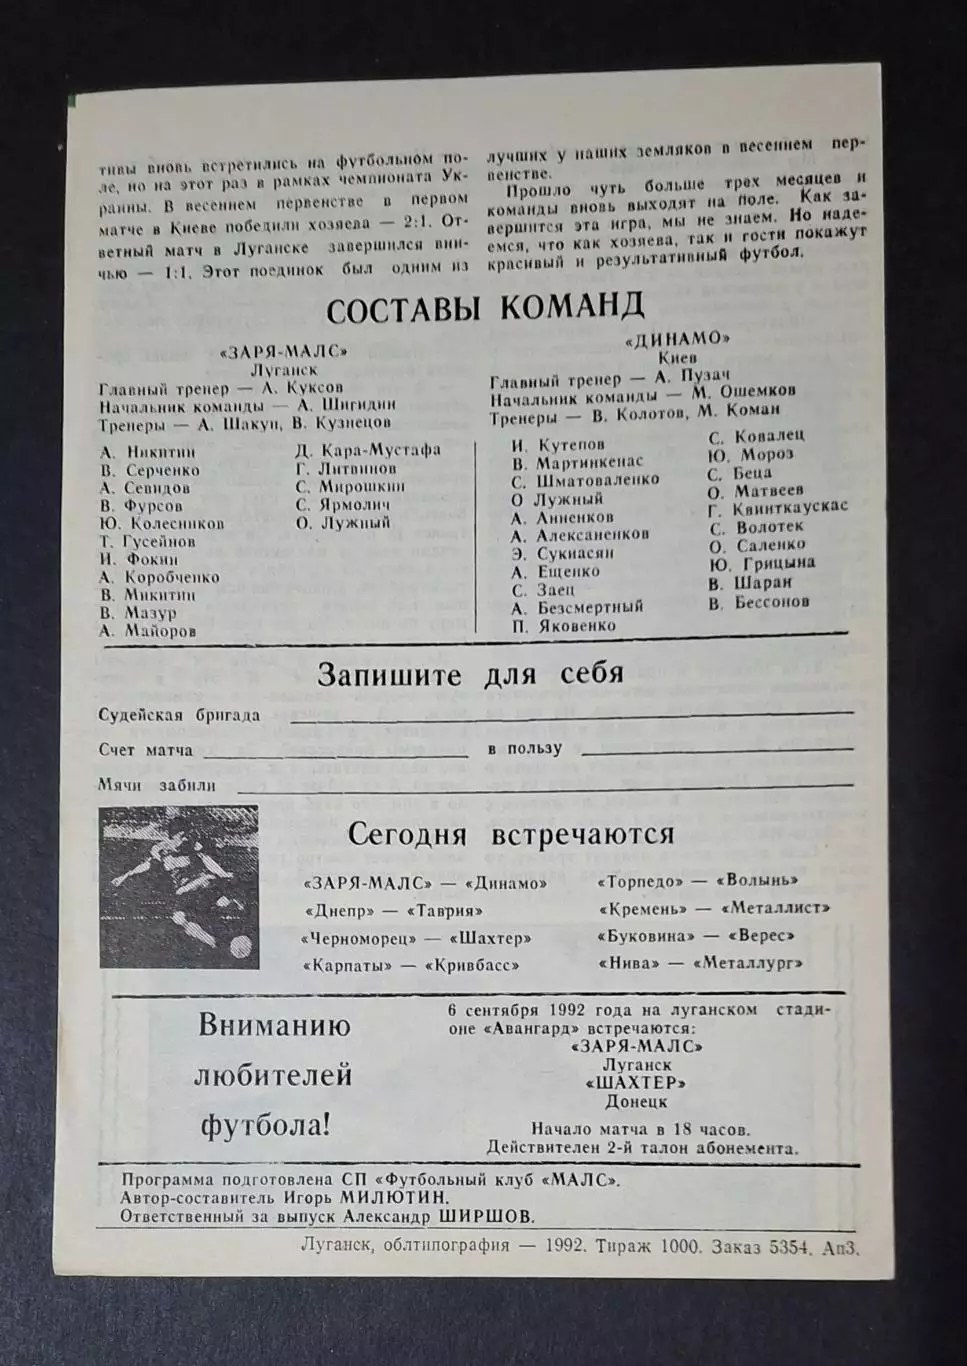 тивы вновь встретились на футбольном по-
ле, но на этот раз в рамках чемпионата Ук-
раины. В весеннем первенстве в первом
матче в Киеве победили хозяева — 2:1. От-
ветный матч в Луганске завершился ничью — 1:1. Этот поединок был одним из
лучших у наших земляков в весеннем пер-
венстве.
Прошло чуть больше трех месяцев и
команды вновь выходят на поле. Как за-
вершится эта игра, мы не знаем. Но наде-
емся, что как хозяева, так и гости покажут
красивый и результативный футбол.
СОСТАВЫ КОМАНД
«ЗАРЯ-МАЛС»
Луганск
Главный тренер — А. Куксов
Начальник команды — А. Шигидин
Тренеры — А. Шакун, В. Кузнецов
А. Никитин
В. Серченко
А. Севидов
В. Фурсов
Ю. Колесников
Т. Гусейнов
И. Фокин
А. Коробченко
В. Микитин
В. Мазур
А. Майоров
Д. Кара-Мустафа
Г. Литвинов
С. Мирошкин
С. Ярмолич
О. Лужный
«ДИНАМО»
Киев
Главный тренер — А. Пузач
Начальник команды — М. Ошемков
Тренеры — В. Колотов, М. Коман
И. Кутепов
В. Мартинкенас
С. Шматоваленко
О Лужный
А. Анненков
А. Алексаненков
Э. Сукиасян
А. Ещенко
С. Заец
А. Безсмертный
П. Яковенко
С. Ковалец
Ю. Мороз
С. Беца
О. Матвеев
Г. Квинткаускас
С. Волотек
О. Саленко
Ю. Грицына
В. Шаран
В. Бессонов
Запишите для себя
Судейская бригада
Счет матча в пользу
Мячи забили
Сегодня встречаются
«ЗАРЯ-МАЛС» — «Динамо»
«Днепр» — «Таврия»
«Черноморец» — «Шахтер»
«Карпаты» — «Кривбасс»
«Торпедо» — «Волынь»
«Кремень» — «Металлист»
«Буковина» — «Верес»
«Нива» — «Металлург»
Вниманию
любителей
футбола!
6 сентября 1992 года на луганском стади-
оне «Авангард» встречаются:
«ЗАРЯ-МАЛС»
Луганск
«ШАХТЕР»
Донецк
Начало матча в 18 часов.
Действителен 2-й талон абонемента.
Программа подготовлена СП «Футбольный клуб «МАЛС».
Автор-составитель Игорь МИЛЮТИН.
Ответственный за выпуск Александр ШИРШОВ.
Луганск, облтипография — 1992. Тираж 1000. Заказ 5354. Ап3.